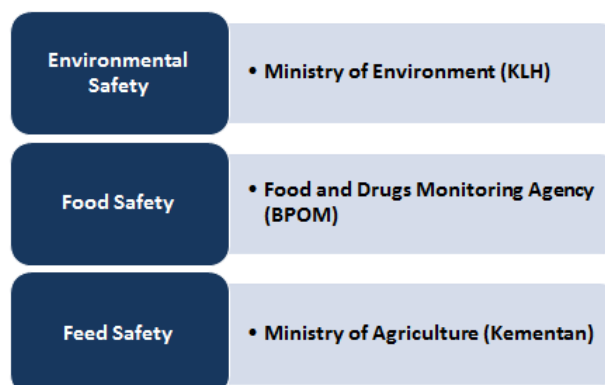 Environmental
Safety
• Ministry of Environment (KLH)
Food Safety
• Food and Drugs Monitoring Agency
(BPOM)
Feed Safety
• Ministry of Agriculture (Kementan)